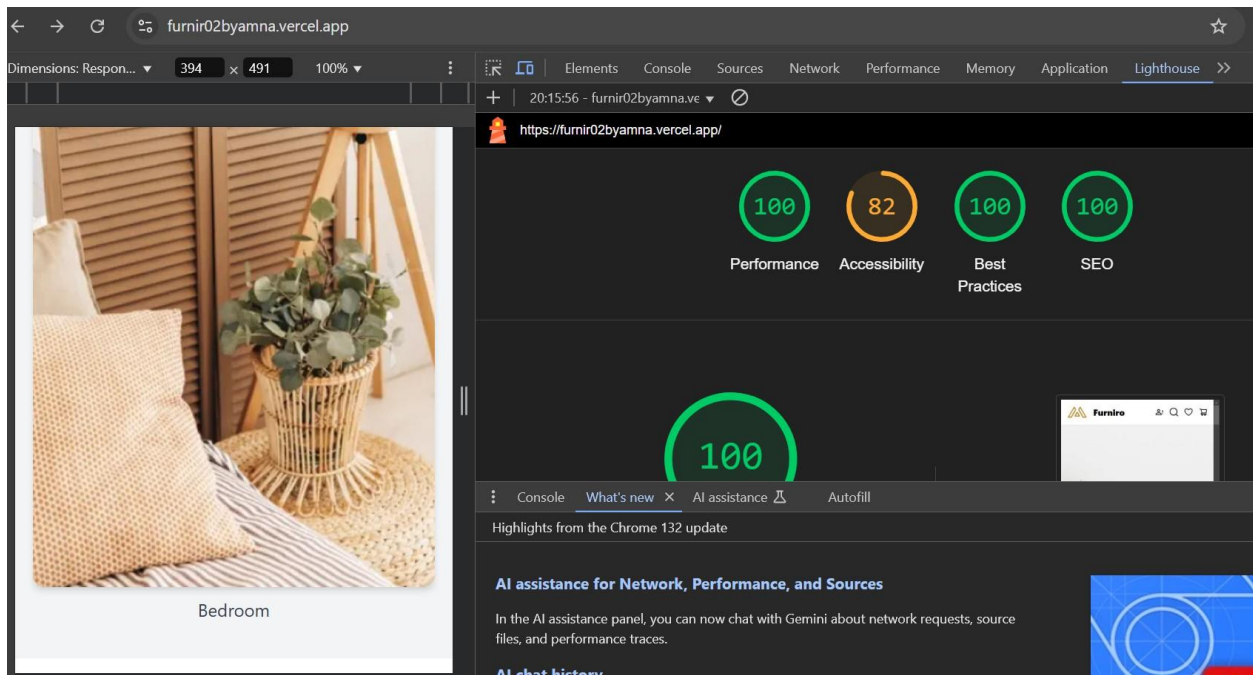 furnir02byamna.vercel.app
Dimensions: Respon... ▼ 394 × 491 100% ▼
Elements Console Sources Network Performance Memory Application Lighthouse >>
+ 20:15:56 - furnir02byamna.ve ▼
https://furnir02byamna.vercel.app/
100 82 100 100
Performance Accessibility Best Practices SEO
Furniro
100
Bedroom
Console What's new × AI assistance Autofill
Highlights from the Chrome 132 update
AI assistance for Network, Performance, and Sources
In the AI assistance panel, you can now chat with Gemini about network requests, source
files, and performance traces.
AI chat history